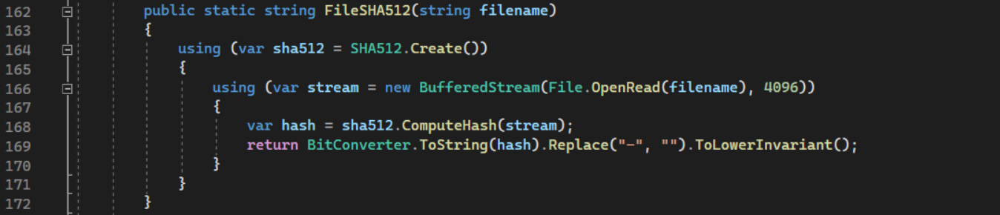 162 public static string FileSHA512(string filename)
163 {
164 using (var sha512 = SHA512.Create())
165 {
166 using (var stream = new BufferedStream(File.OpenRead(filename), 4096))
167 {
168 var hash = sha512.ComputeHash(stream);
169 return BitConverter.ToString(hash).Replace("-", "").ToLowerInvariant();
170 }
171 }
172 }